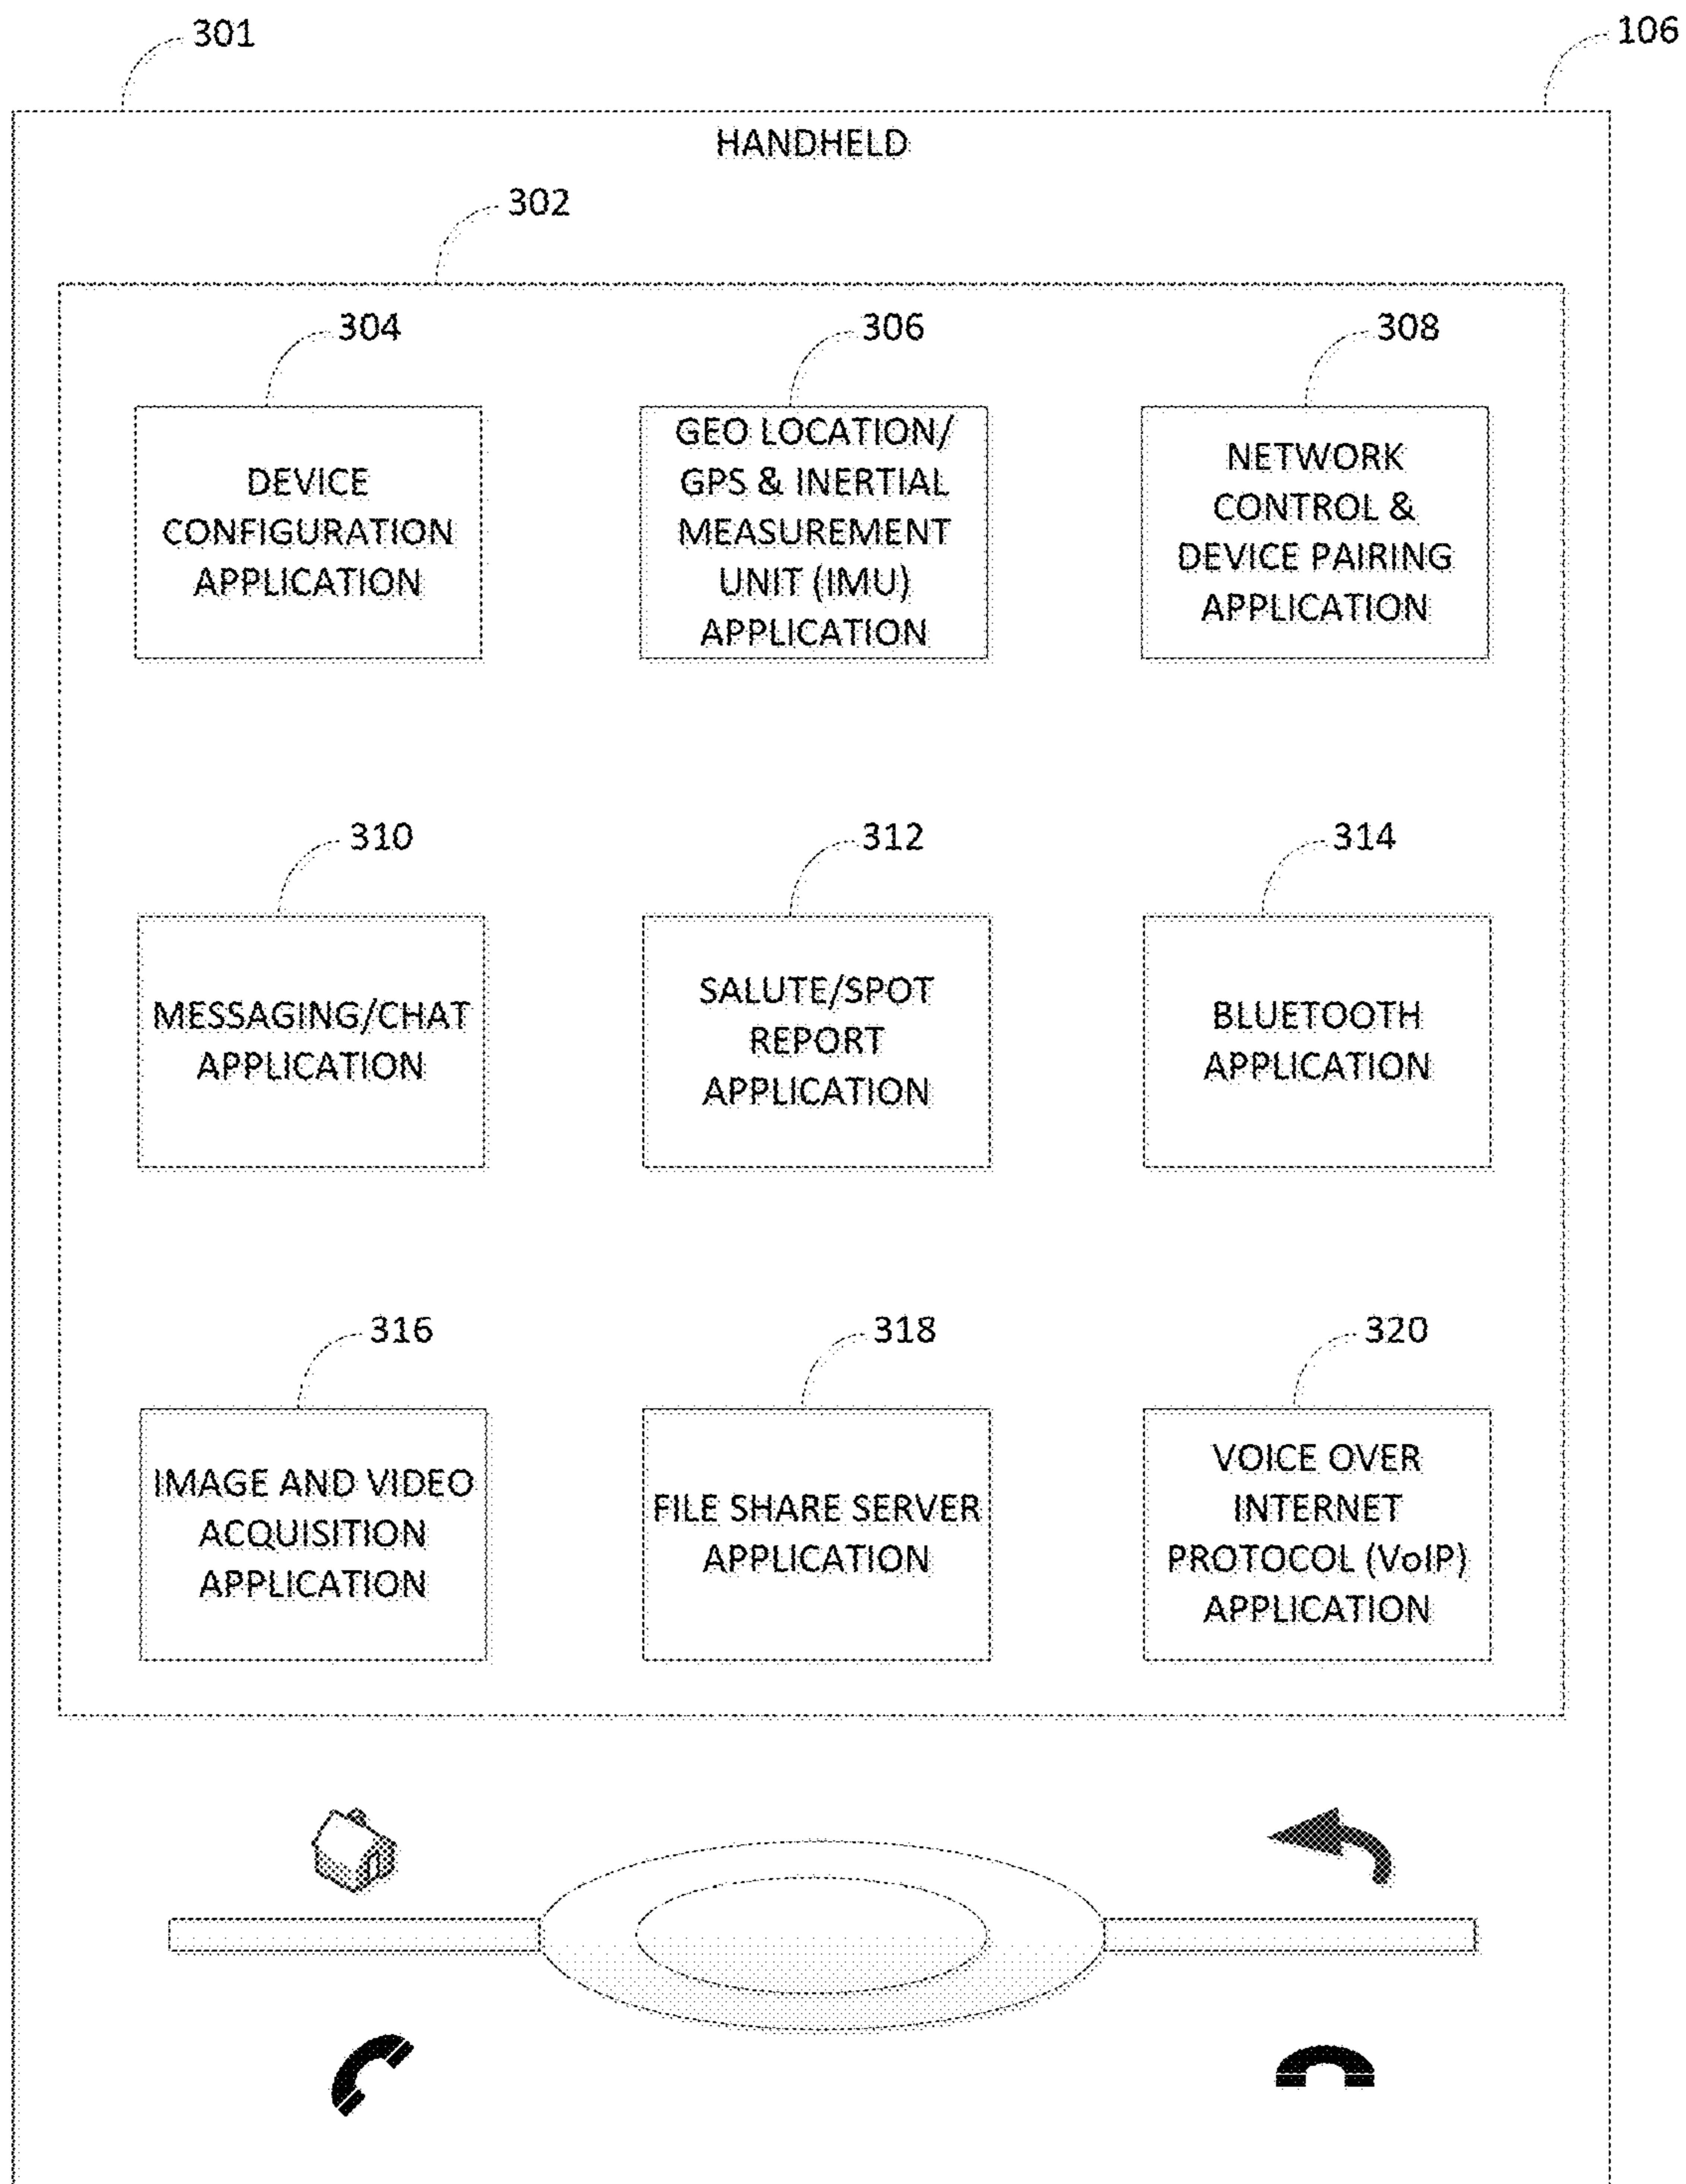 301
106
HANDHELD
302
304
306
308
DEVICE
CONFIGURATION
APPLICATION
GEO LOCATION/
GPS & INERTIAL
MEASUREMENT
UNIT (IMU)
APPLICATION
NETWORK
CONTROL &
DEVICE PAIRING
APPLICATION
310
312
314
MESSAGING/CHAT
APPLICATION
SALUTE/SPOT
REPORT
APPLICATION
BLUETOOTH
APPLICATION
316
318
320
IMAGE AND VIDEO
ACQUISITION
APPLICATION
FILE SHARE SERVER
APPLICATION
VOICE OVER
INTERNET
PROTOCOL (VoIP)
APPLICATION